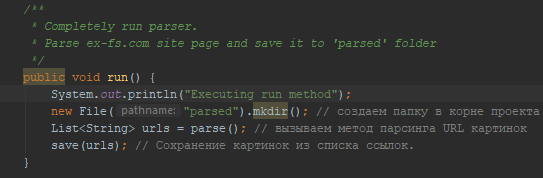 /**
* Completely run parser.
* Parse ex-fs.com site page and save it to 'parsed' folder
*/
public void run() {
System.out.println("Executing run method");
new File( pathname: "parsed").mkdir(); // создаем папку в корне проекта
List<String> urls = parse(); // вызываем метод парсинга URL картинок
save(urls); // Сохранение картинок из списка ссылок.
}